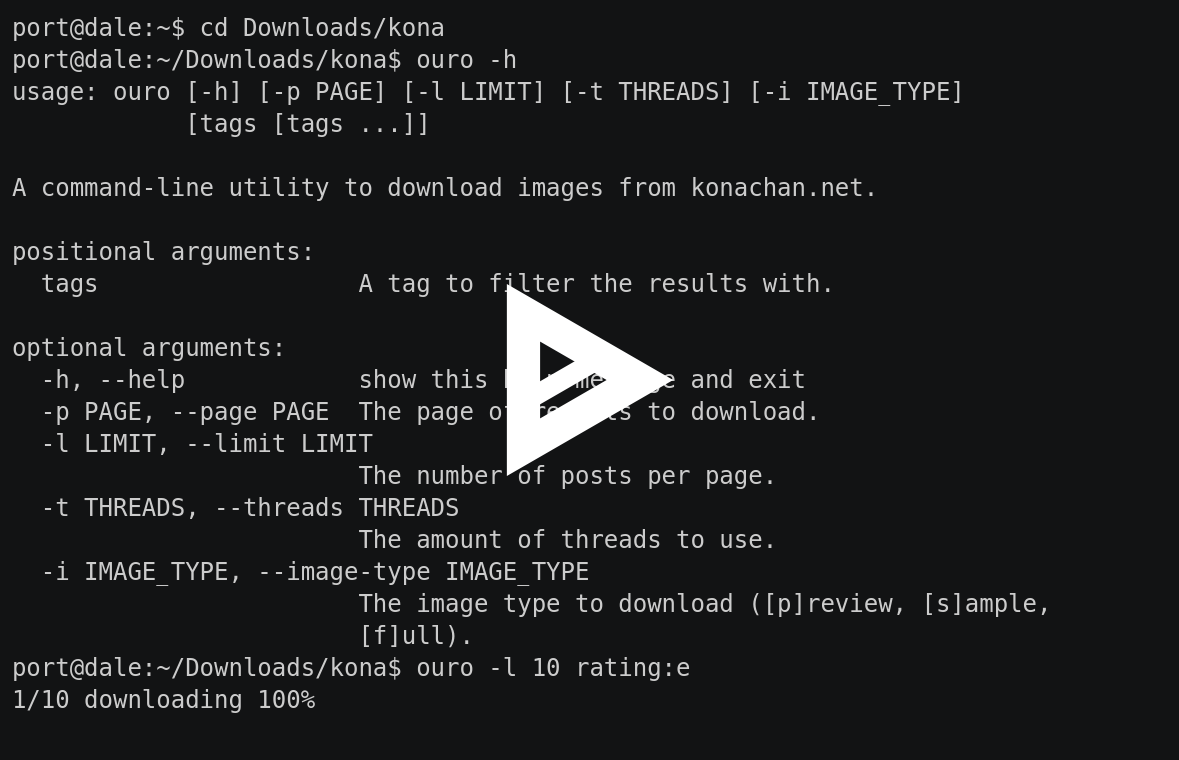 port@dale:~$ cd Downloads/kona
port@dale:~/Downloads/kona$ ouro -h
usage: ouro [-h] [-p PAGE] [-l LIMIT] [-t THREADS] [-i IMAGE_TYPE]
            [tags [tags ...]]

A command-line utility to download images from konachan.net.

positional arguments:
  tags                  A tag to filter the results with.

optional arguments:
  -h, --help            show this and exit
  -p PAGE, --page PAGE  The page of to download.
  -l LIMIT, --limit LIMIT
                        The number of posts per page.
  -t THREADS, --threads THREADS
                        The amount of threads to use.
  -i IMAGE_TYPE, --image-type IMAGE_TYPE
                        The image type to download ([p]review, [s]ample,
                        [f]ull).
port@dale:~/Downloads/kona$ ouro -l 10 rating:e
1/10 downloading 100%